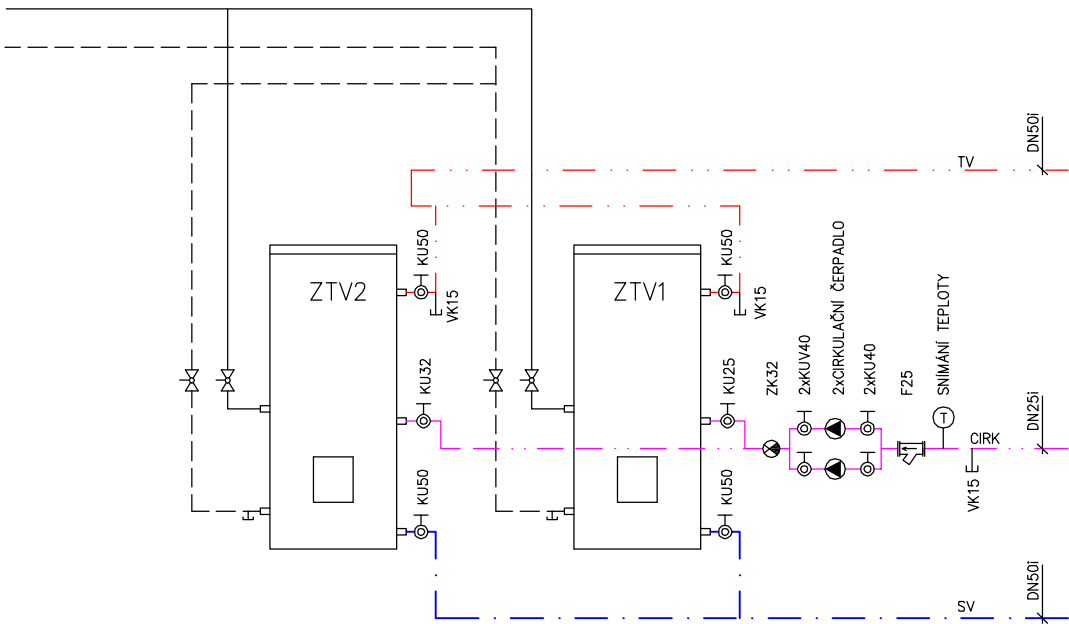 DN50i
TV
KU50
KU50
ZTV2
ZTV1
VK15
VK15
KU32
KU25
ZK32
2xKUV40
2xCIRKULAČNÍ ČERPADLO
2xKU40
F25
SNÍMÁNÍ TEPLOTY
T
DN25i
CIRK
VK15
KU50
KU50
DN50i
SV